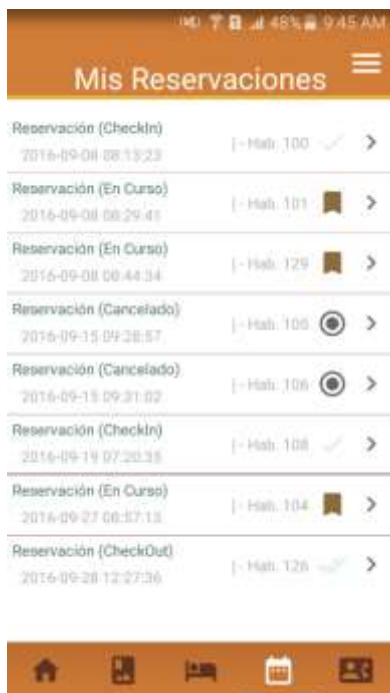 48% 9:45 AM
Mis Reservaciones
Reservación (CheckIn)
|- Hab. 100
2016-09-08 08:13:23
Reservación (En Curso)
|- Hab. 101
2016-09-08 08:29:41
Reservación (En Curso)
|- Hab. 129
2016-09-08 08:44:34
Reservación (Cancelado)
|- Hab. 105
2016-09-15 09:28:57
Reservación (Cancelado)
|- Hab. 106
2016-09-15 09:31:02
Reservación (CheckIn)
|- Hab. 108
2016-09-19 07:20:35
Reservación (En Curso)
|- Hab. 104
2016-09-27 08:57:13
Reservación (CheckOut)
|- Hab. 126
2016-09-28 12:27:36